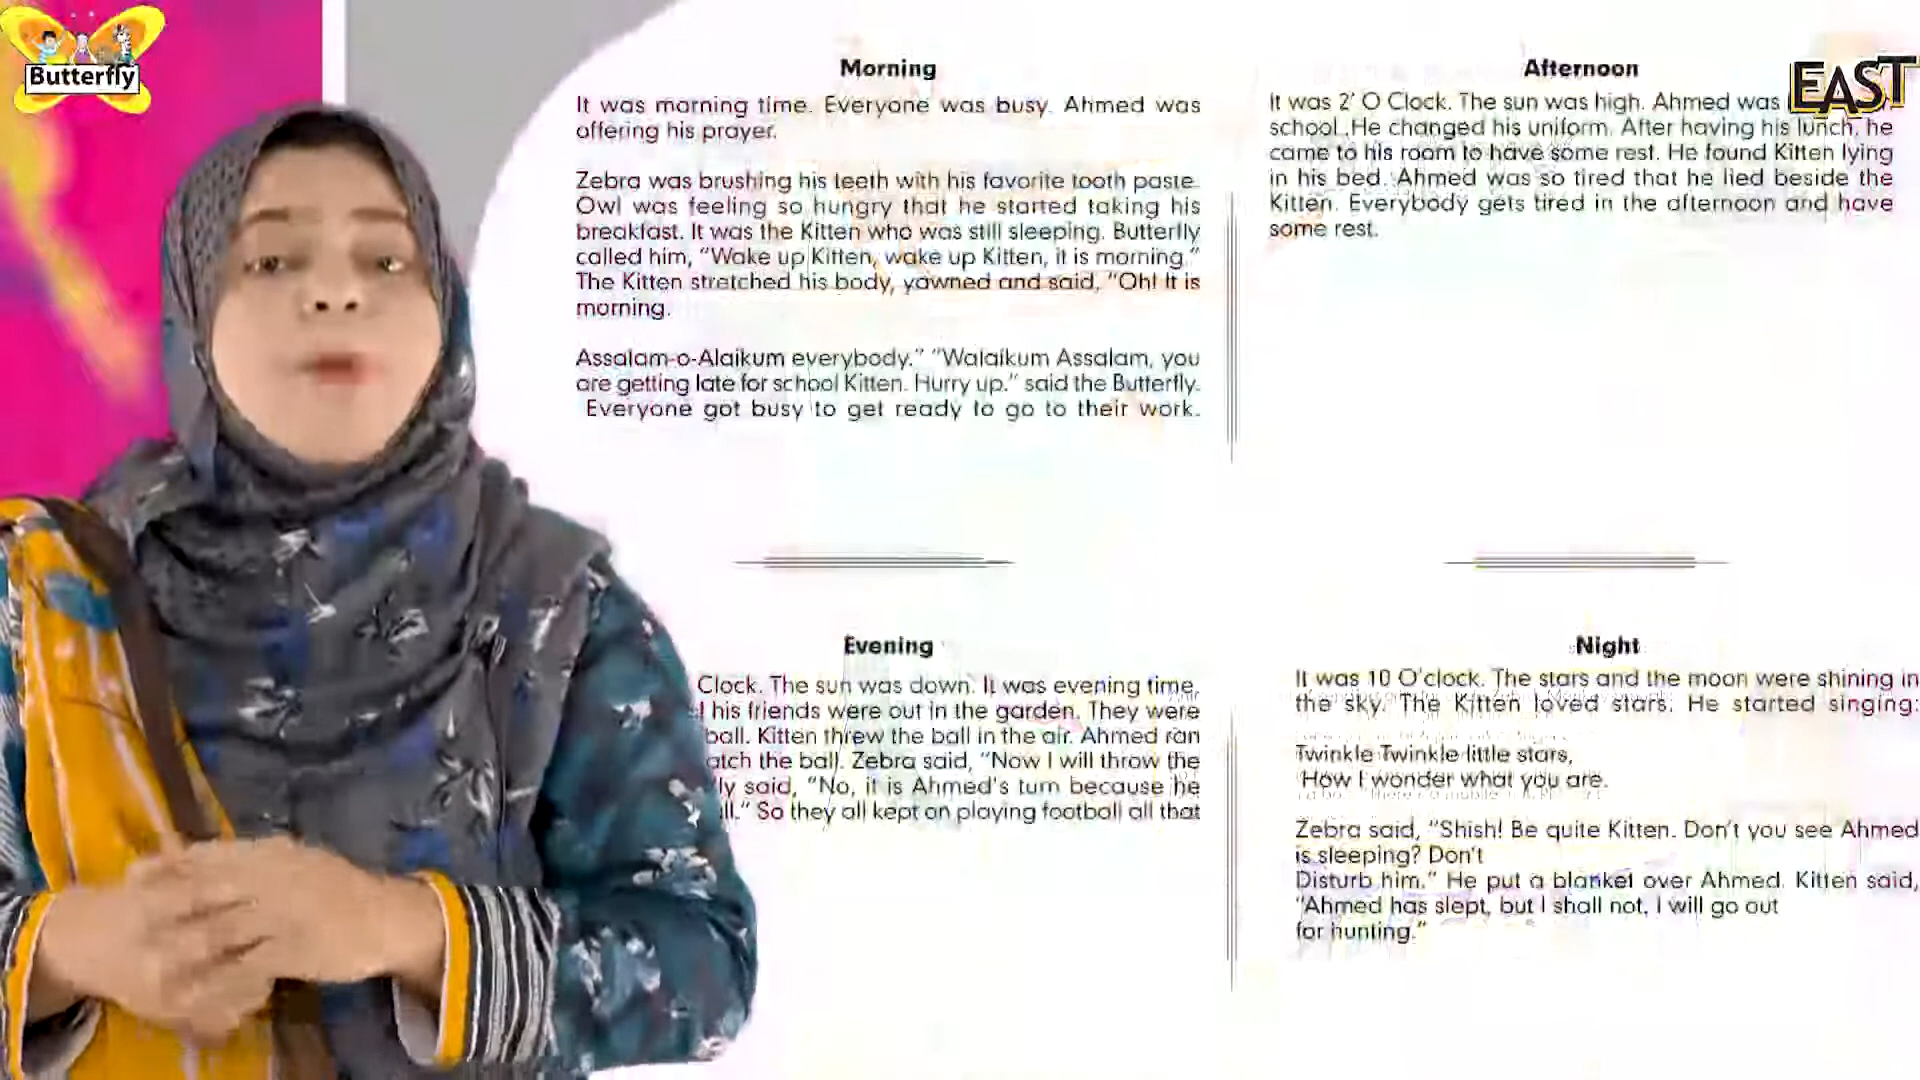 Butterfly
EAST
Morning
It was morning time. Everyone was busy. Ahmed was
offering his prayer.
Zebra was brushing his teeth with his favorite tooth paste.
Owl was feeling so hungry that he started taking his
breakfast. It was the Kitten who was still sleeping. Butterfly
called him, “Wake up Kitten, wake up Kitten, it is morning.”
The Kitten stretched his body, yawned and said, “Oh! It is
morning.
Assalam-o-Alaikum everybody.” “Walaikum Assalam, you
are getting late for school Kitten. Hurry up.” said the Butterfly.
Everyone got busy to get ready to go to their work.
Afternoon
It was 2’ O Clock. The sun was high. Ahmed was
school. He changed his uniform. After having his lunch, he
came to his room to have some rest. He found Kitten lying
in his bed. Ahmed was so tired that he lied beside the
Kitten. Everybody gets tired in the afternoon and have
some rest.
Evening
Clock. The sun was down. It was evening time.
his friends were out in the garden. They were
ball. Kitten threw the ball in the air. Ahmed ran
atch the ball. Zebra said, “Now I will throw the
ly said, “No, it is Ahmed's turn because he
ll.” So they all kept on playing football all that
Night
It was 10 O’clock. The stars and the moon were shining in
the sky. The Kitten loved stars. He started singing:
Twinkle Twinkle little stars,
How I wonder what you are.
Zebra said, “Shish! Be quite Kitten. Don’t you see Ahmed
is sleeping? Don’t
Disturb him.” He put a blanket over Ahmed. Kitten said,
“Ahmed has slept, but I shall not, I will go out
for hunting.”